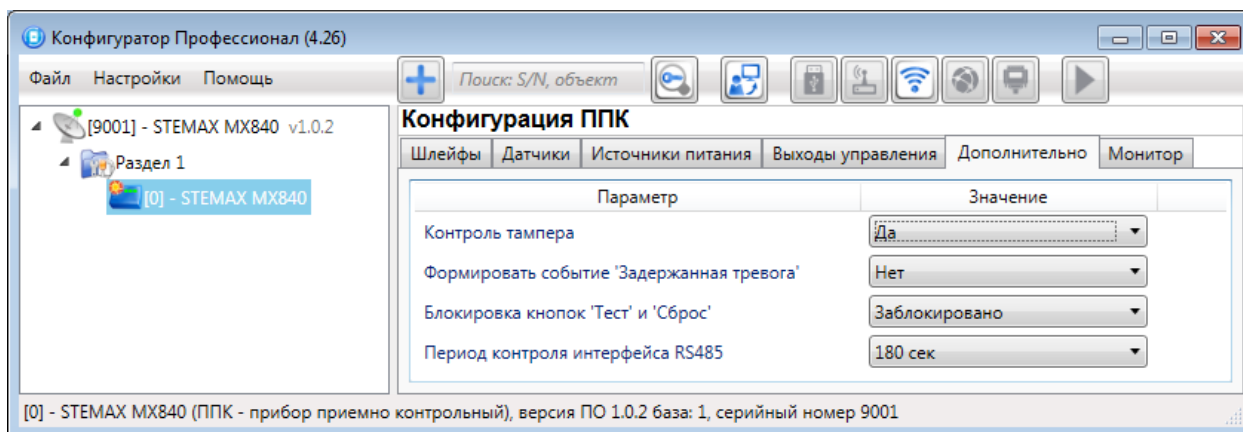 Конфигуратор Профессионал (4.26)
Файл Настройки Помощь
Поиск: S/N, объект
[9001] - STEMAX MX840 v1.0.2
Раздел 1
[0] - STEMAX MX840
Конфигурация ППК
Шлейфы Датчики Источники питания Выходы управления Дополнительно Монитор
Параметр Значение
Контроль тампера Да
Формировать событие 'Задержанная тревога' Нет
Блокировка кнопок 'Тест' и 'Сброс' Заблокировано
Период контроля интерфейса RS485 180 сек
[0] - STEMAX MX840 (ППК - прибор приемно контрольный), версия ПО 1.0.2 база: 1, серийный номер 9001